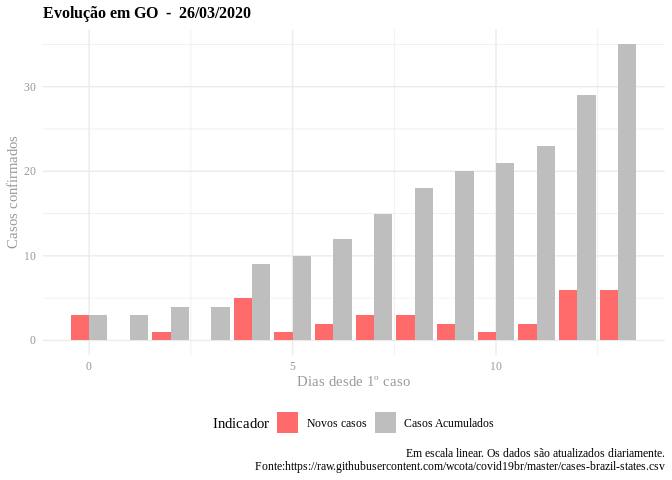 Evolução em GO  -  26/03/2020
Casos confirmados
30
20
10
0
0
5
10
Dias desde 1º caso
Indicador
Novos casos
Casos Acumulados
Em escala linear. Os dados são atualizados diariamente.
Fonte:https://raw.githubusercontent.com/wcota/covid19br/master/cases-brazil-states.csv